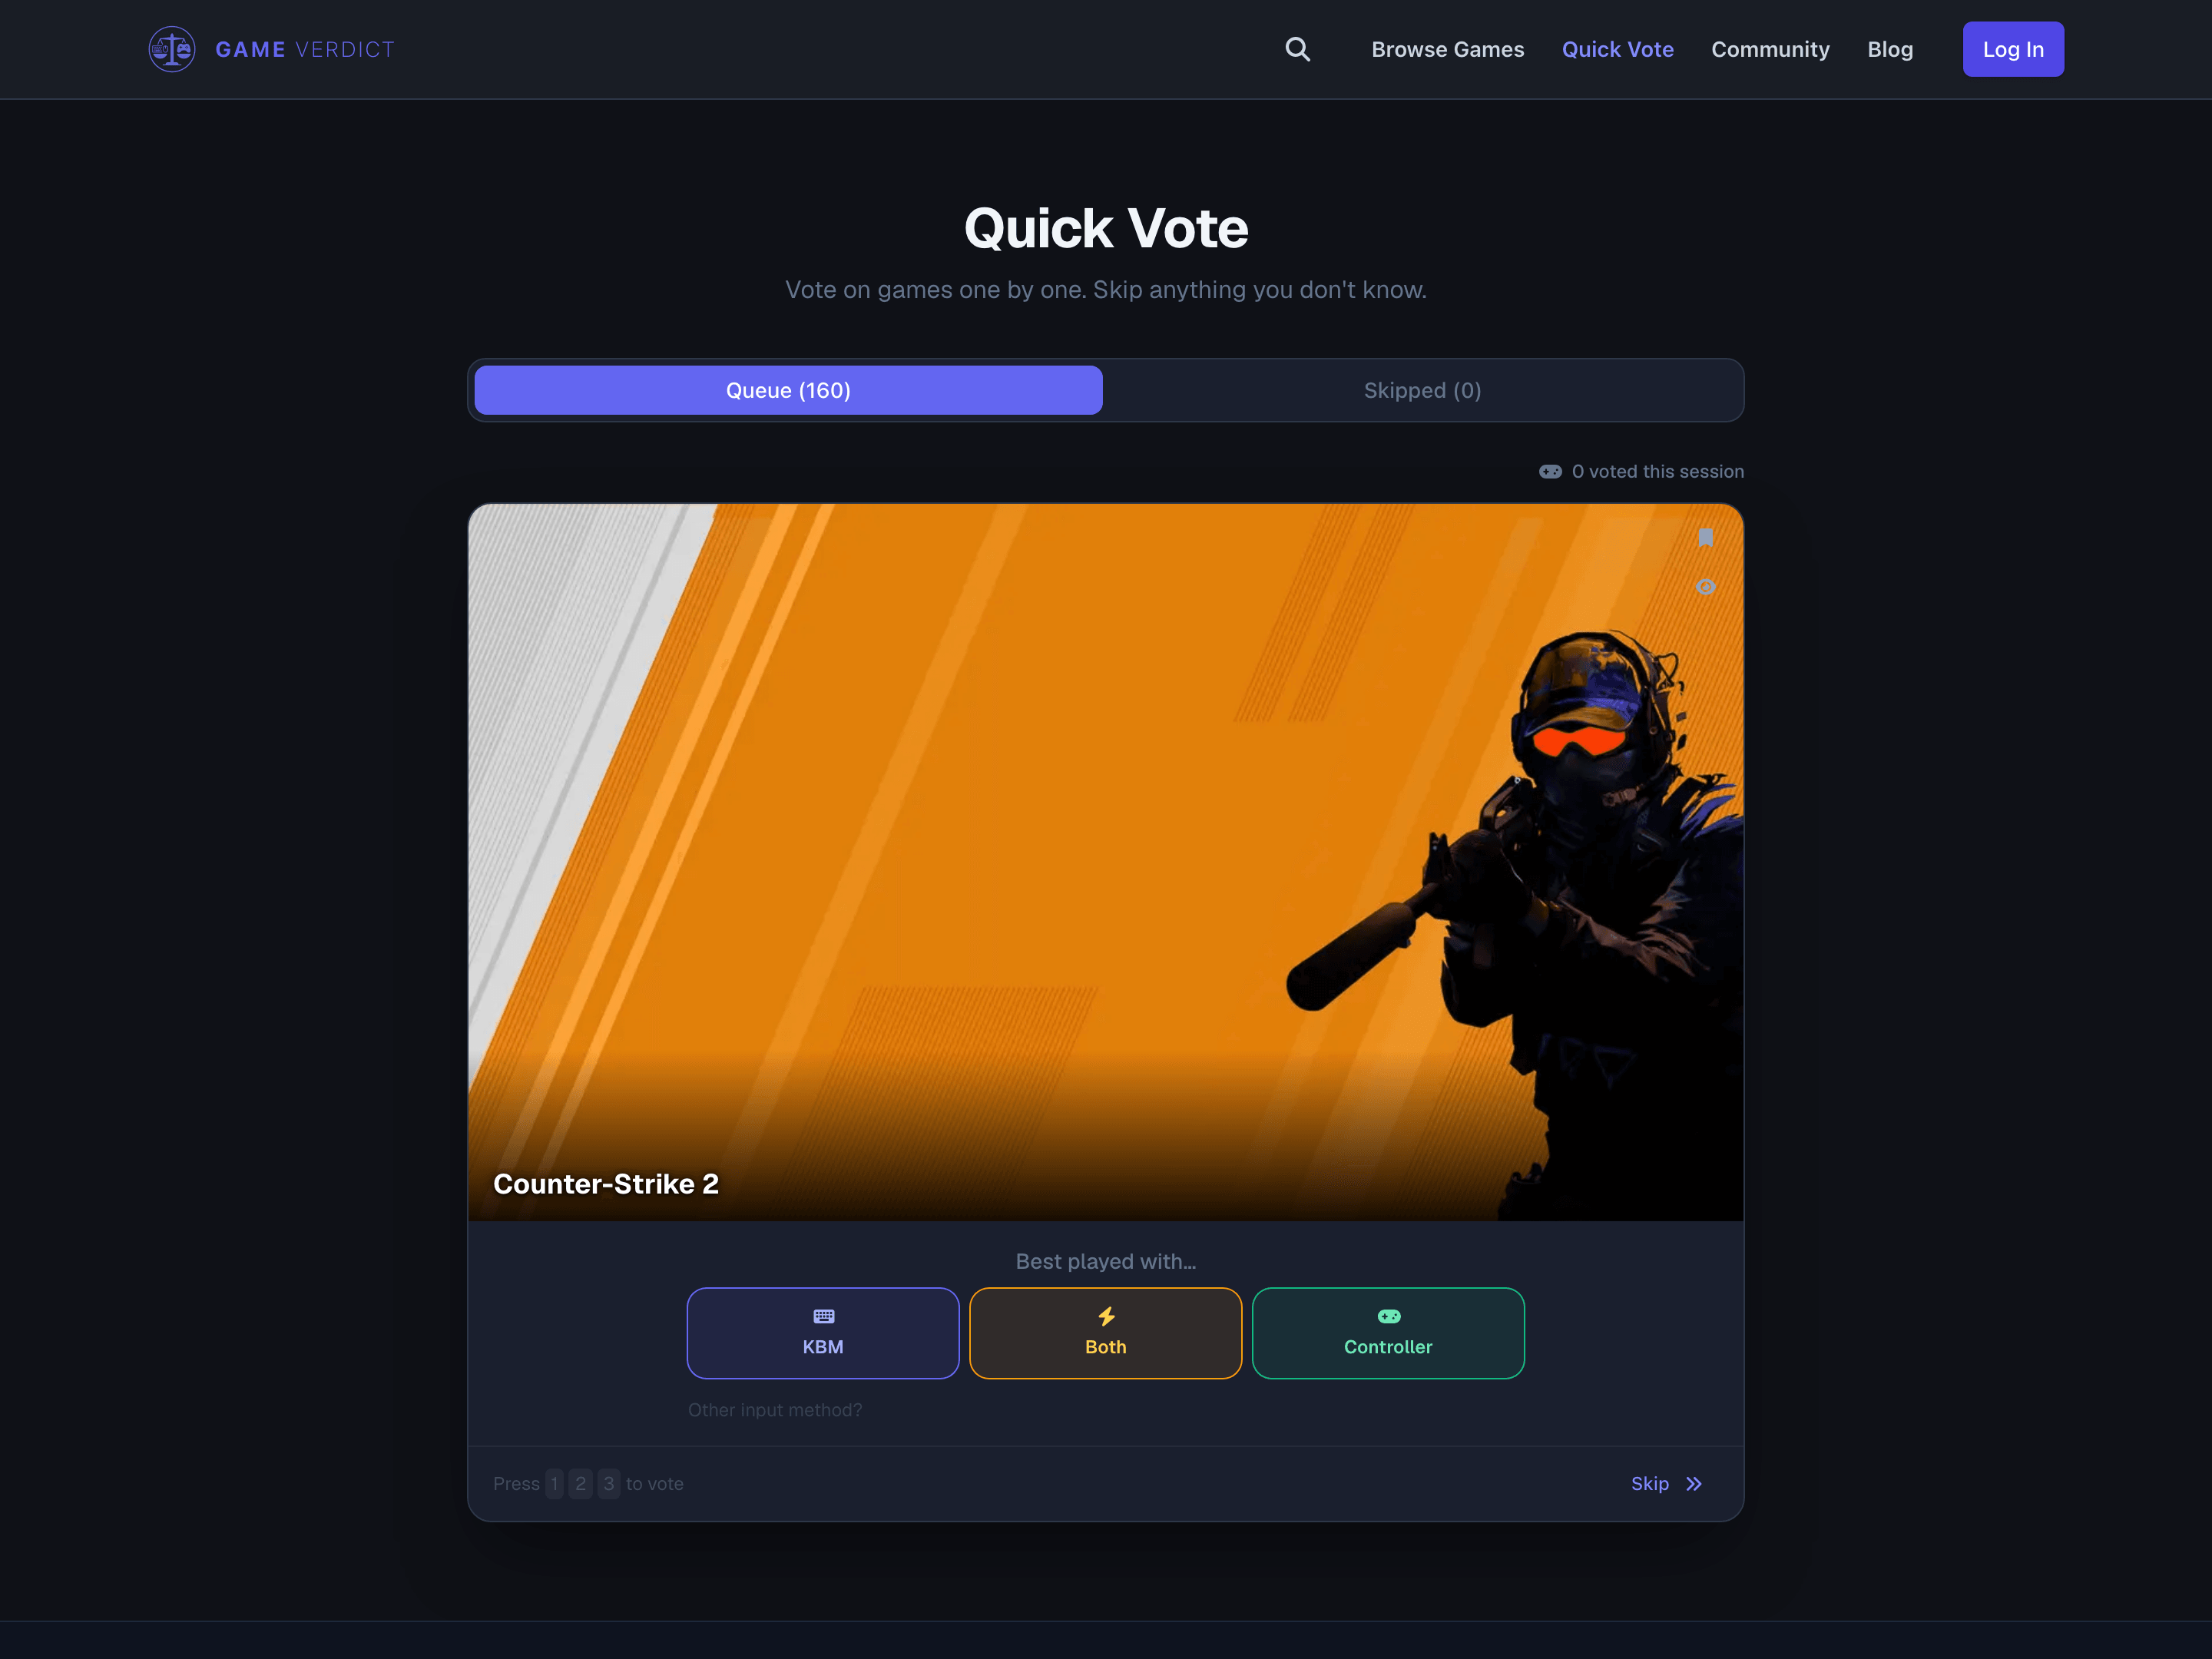 GAME VERDICT
Browse Games
Quick Vote
Community
Blog
Log In
Quick Vote
Vote on games one by one. Skip anything you don't know.
Queue (160)
Skipped (0)
0 voted this session
Counter-Strike 2
Best played with...
KBM
Both
Controller
Other input method?
Press 1 2 3 to vote
Skip